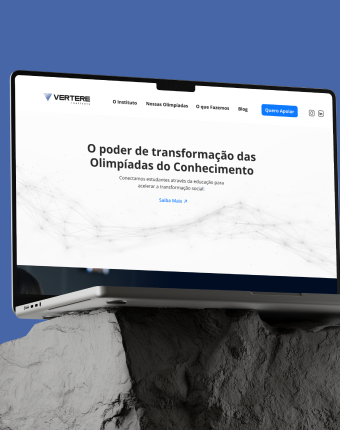 VERTERE
INSTITUTO
O Instituto
Nossas Olimpíadas
O que Fazemos
Blog
Quero Apoiar
O poder de transformação das
Olimpíadas do Conhecimento
Conectamos estudantes através da educação para
acelerar a transformação social!
Saiba Mais ↗